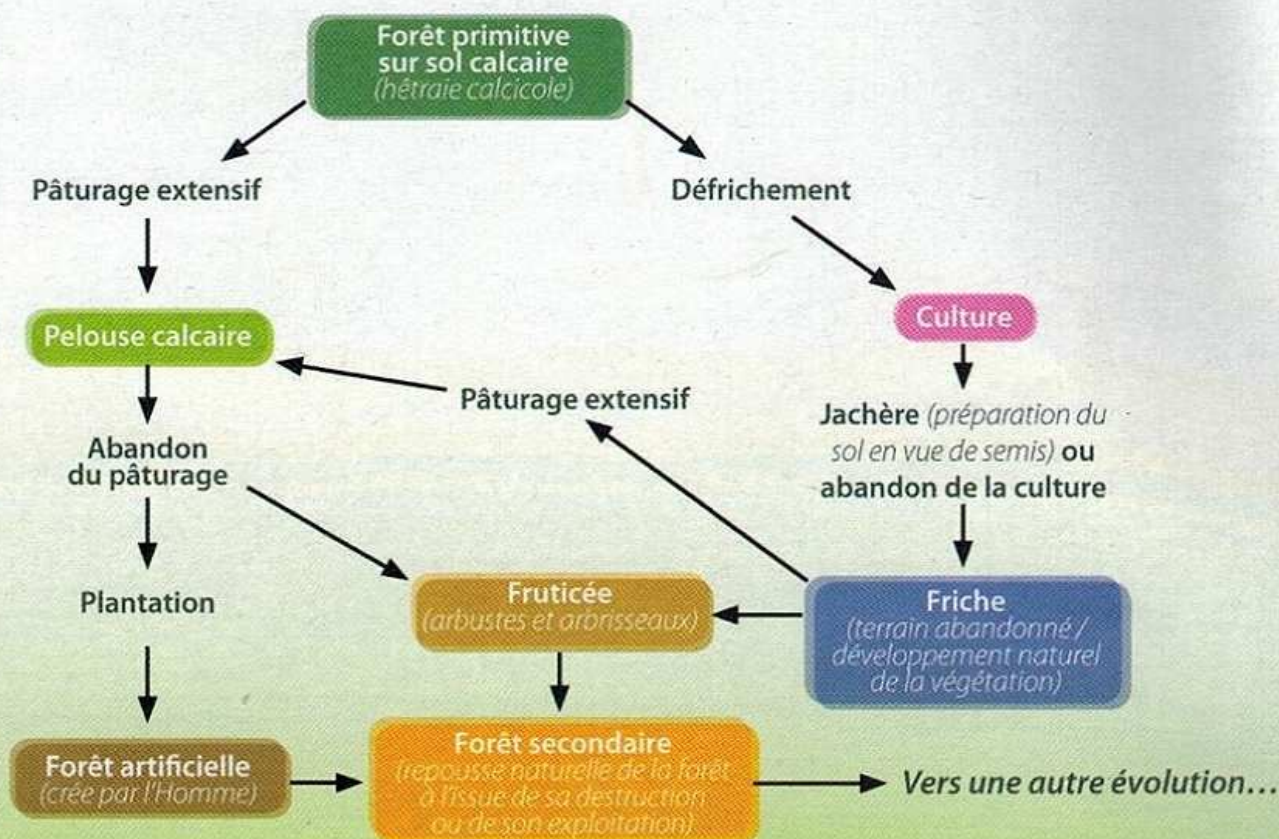 Forêt primitive
sur sol calcaire
(hêtraie calcicole)
Pâturage extensif
Défrichement
Pelouse calcaire
Culture
Pâturage extensif
Jachère (préparation du
sol en vue de semis) ou
abandon de la culture
Abandon
du pâturage
Plantation
Fruticée
(arbustes et arbrisseaux)
Friche
(terrain abandonné /
développement naturel
de la végétation)
Forêt artificielle
(crée par l'Homme)
Forêt secondaire
(repousse naturelle de la forêt
à l'issue de sa destruction
ou de son exploitation)
Vers une autre évolution...